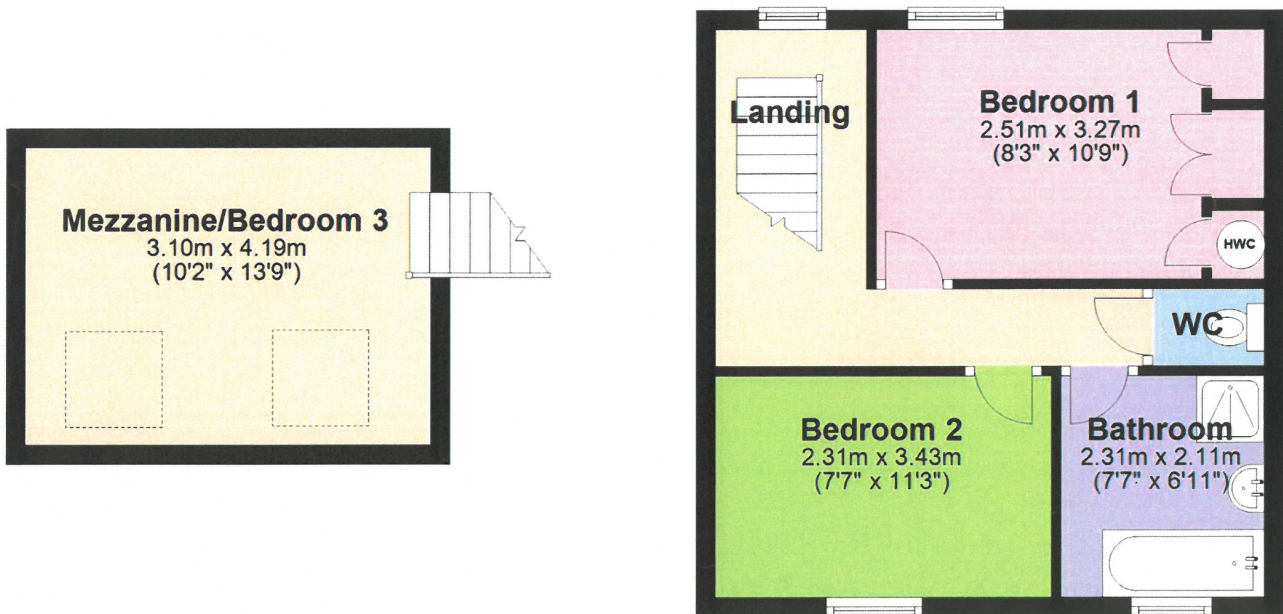 Mezzanine/Bedroom 3
3.10m x 4.19m
(10'2" x 13'9")
Landing
Bedroom 1
2.51m x 3.27m
(8'3" x 10'9")
HWC
WC
Bedroom 2
2.31m x 3.43m
(7'7" x 11'3")
Bathroom
2.31m x 2.11m
(7'7" x 6'11")